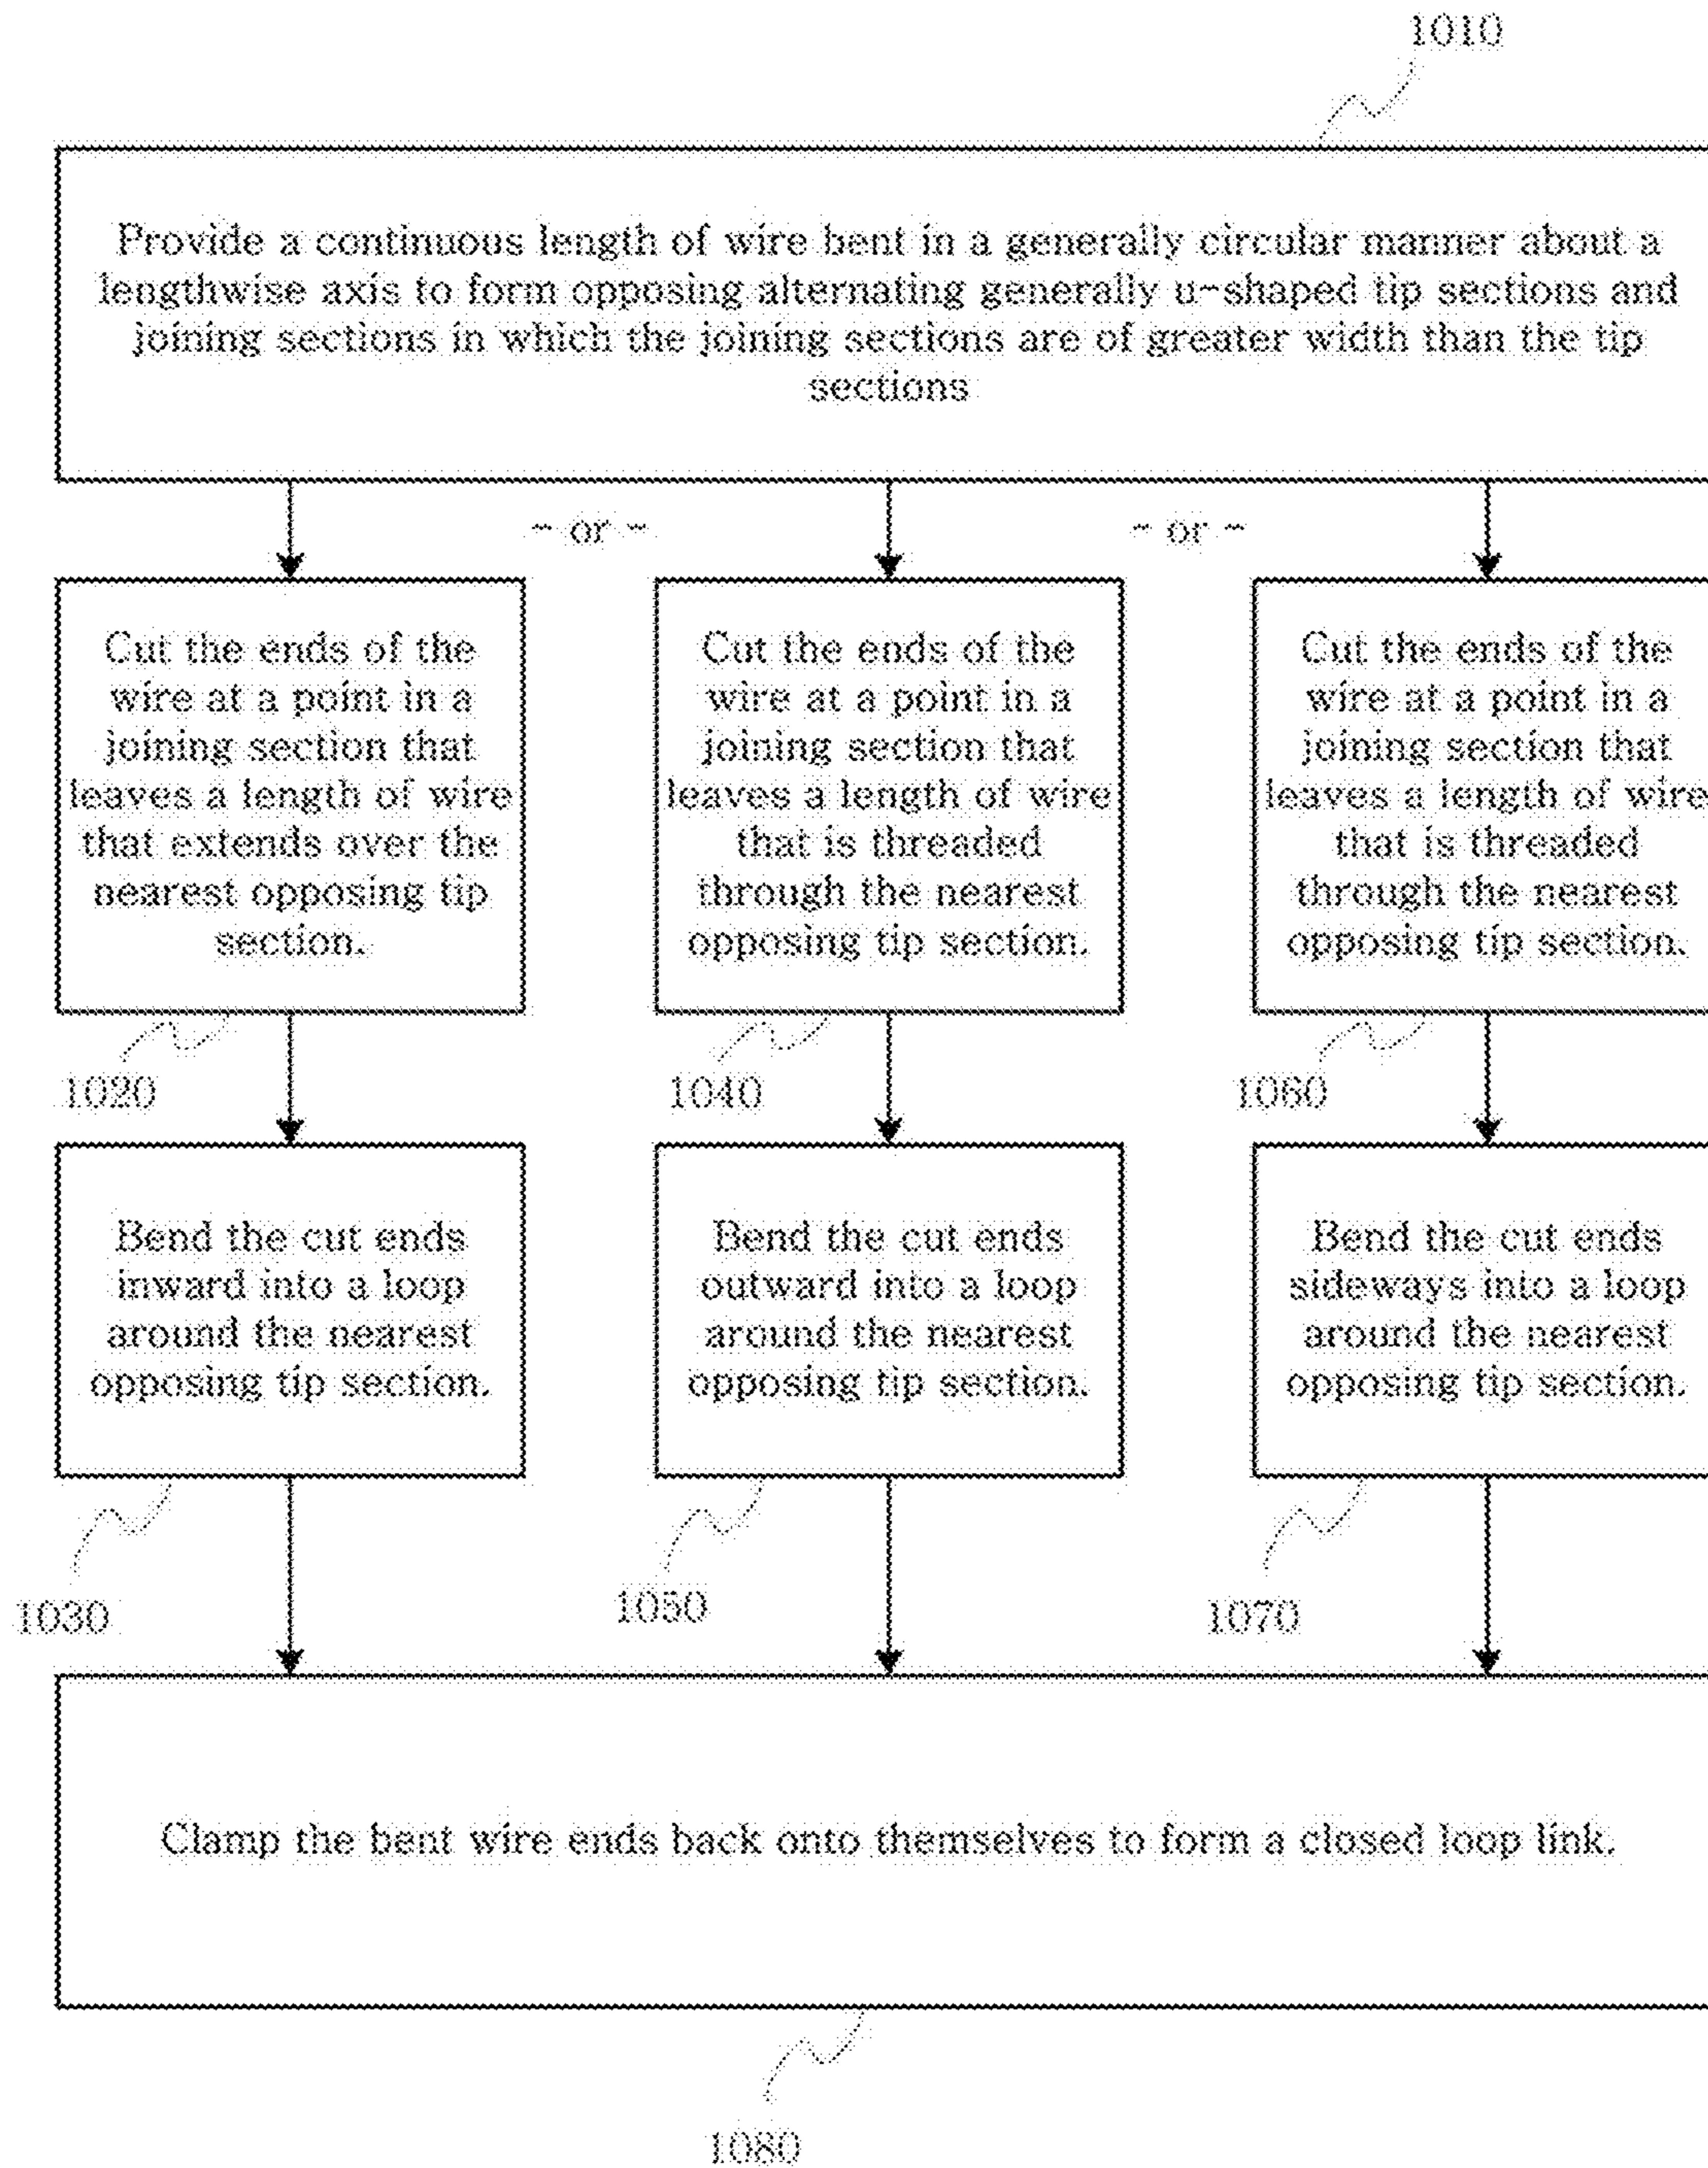 1010
Provide a continuous length of wire bent in a generally circular manner about a
lengthwise axis to form opposing alternating generally u-shaped tip sections and
joining sections in which the joining sections are of greater width than the tip
sections
~ or ~
~ or ~
Cut the ends of the
wire at a point in a
joining section that
leaves a length of wire
that extends over the
nearest opposing tip
section.
Cut the ends of the
wire at a point in a
joining section that
leaves a length of wire
that is threaded
through the nearest
opposing tip section.
Cut the ends of the
wire at a point in a
joining section that
leaves a length of wire
that is threaded
through the nearest
opposing tip section.
1020
1040
1060
Bend the cut ends
inward into a loop
around the nearest
opposing tip section.
Bend the cut ends
outward into a loop
around the nearest
opposing tip section.
Bend the cut ends
sideways into a loop
around the nearest
opposing tip section.
1030
1050
1070
Clamp the bent wire ends back onto themselves to form a closed loop link.
1080